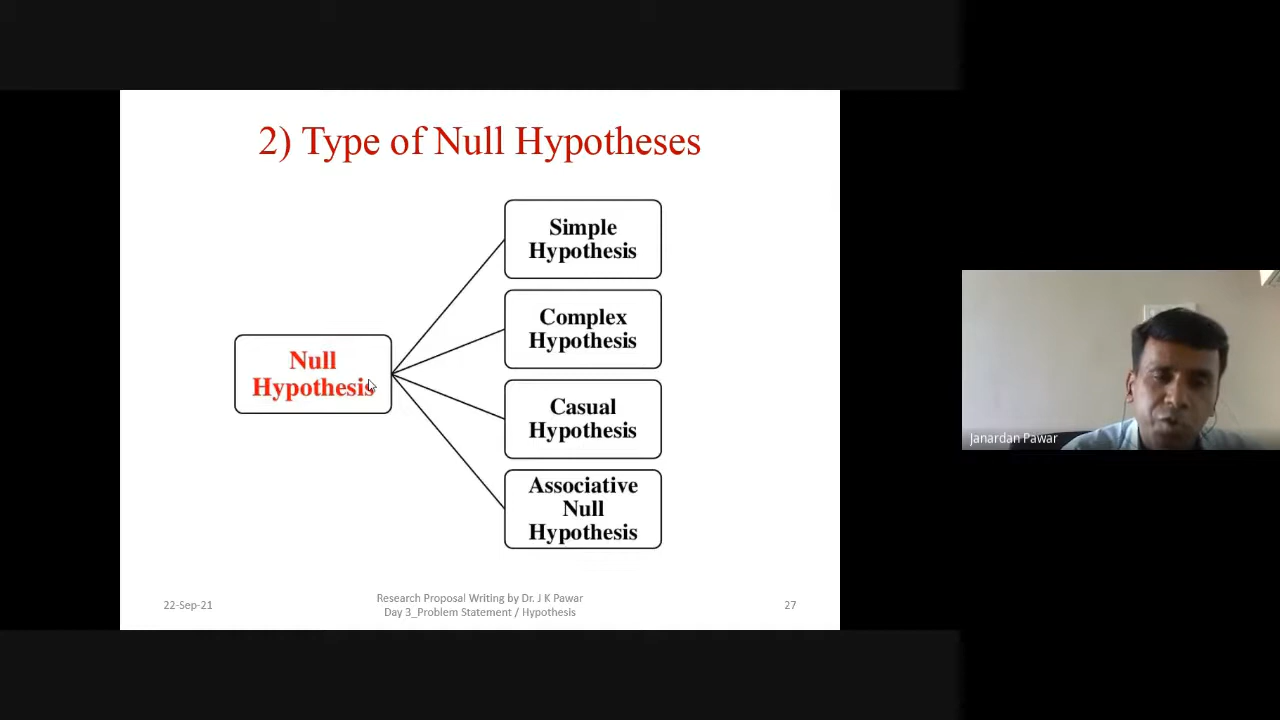 2) Type of Null Hypotheses
Simple
Hypothesis
Complex
Hypothesis
Null
Hypothesis
Casual
Hypothesis
Associative
Null
Hypothesis
22-Sep-21
Research Proposal Writing by Dr. J K Pawar
Day 3_Problem Statement / Hypothesis
27
Janardan Pawar